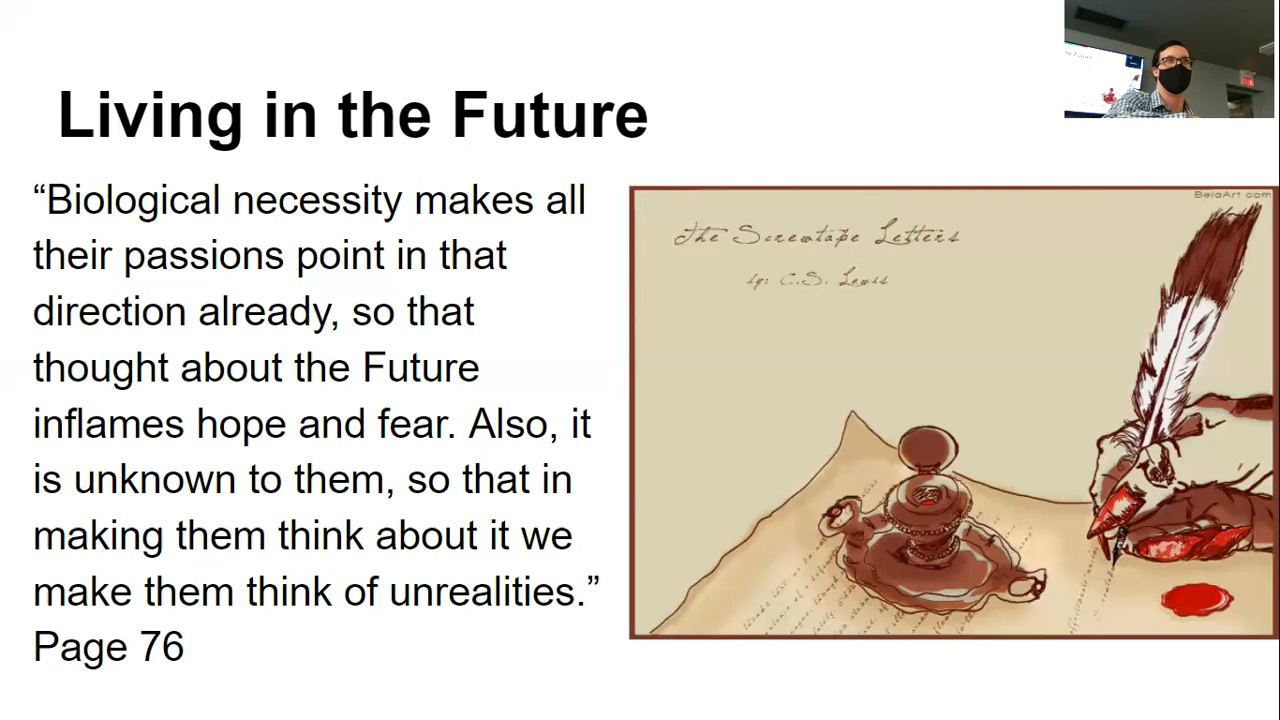 Living in the Future
“Biological necessity makes all
their passions point in that
direction already, so that
thought about the Future
inflames hope and fear. Also, it
is unknown to them, so that in
making them think about it we
make them think of unrealities.”
Page 76
BelaArt.com
The Screwtape Letters
by: C.S. Lewis